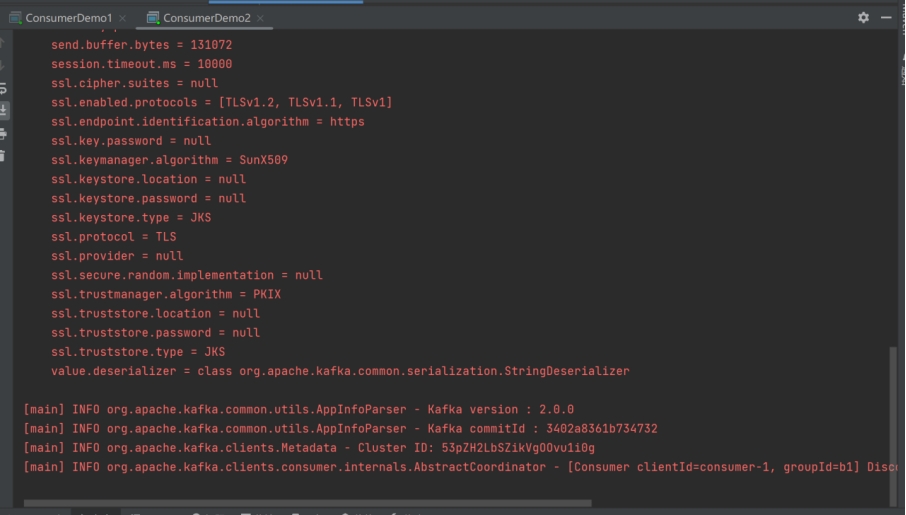 ConsumerDemo1 × ConsumerDemo2 ×
send.buffer.bytes = 131072
session.timeout.ms = 10000
ssl.cipher.suites = null
ssl.enabled.protocols = [TLSv1.2, TLSv1.1, TLSv1]
ssl.endpoint.identification.algorithm = https
ssl.key.password = null
ssl.keymanager.algorithm = SunX509
ssl.keystore.location = null
ssl.keystore.password = null
ssl.keystore.type = JKS
ssl.protocol = TLS
ssl.provider = null
ssl.secure.random.implementation = null
ssl.trustmanager.algorithm = PKIX
ssl.truststore.location = null
ssl.truststore.password = null
ssl.truststore.type = JKS
value.deserializer = class org.apache.kafka.common.serialization.StringDeserializer
[main] INFO org.apache.kafka.common.utils.AppInfoParser - Kafka version : 2.0.0
[main] INFO org.apache.kafka.common.utils.AppInfoParser - Kafka commitId : 3402a8361b734732
[main] INFO org.apache.kafka.clients.Metadata - Cluster ID: 53pZH2LbSZikVgOOvu1i0g
[main] INFO org.apache.kafka.clients.consumer.internals.AbstractCoordinator - [Consumer clientId=consumer-1, groupId=b1] Disc